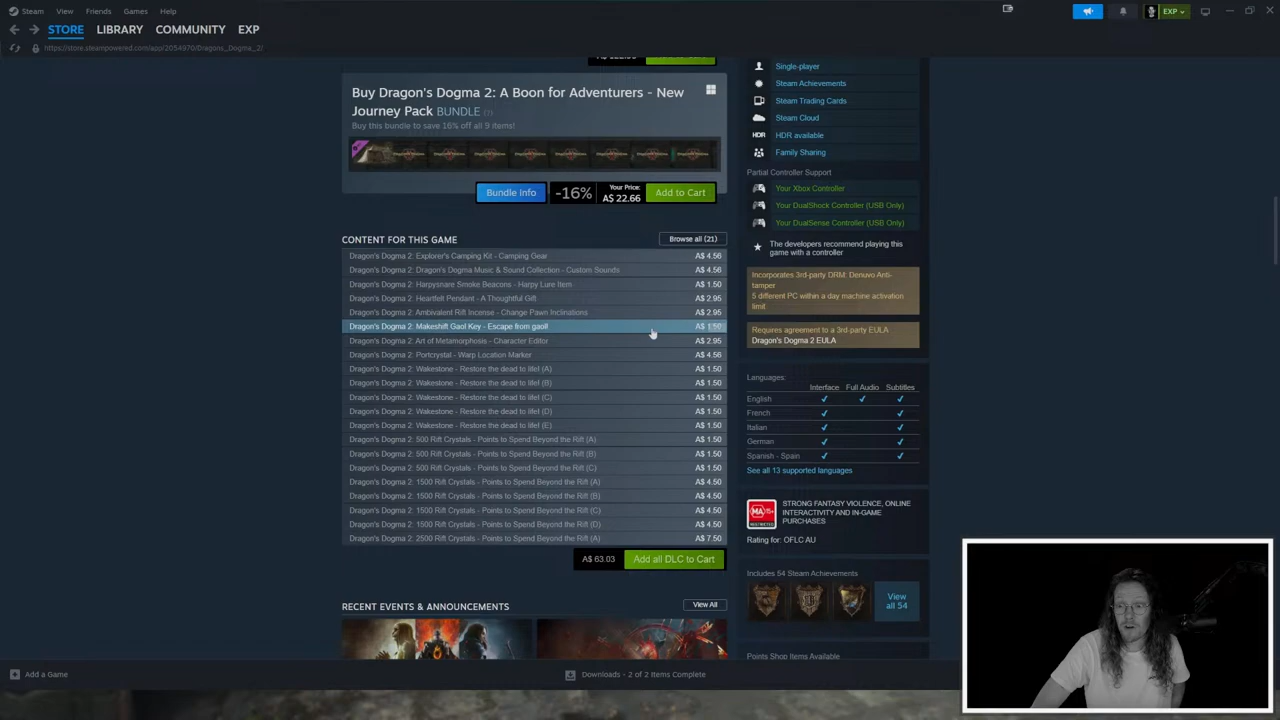 Steam View Friends Games Help
EXP
STORE LIBRARY COMMUNITY EXP
https://store.steampowered.com/app/2054970/Dragons_Dogma_2/
Buy Dragon's Dogma 2: A Boon for Adventurers - New
Journey Pack BUNDLE (?)
Buy this bundle to save 16% off all 9 items!
Bundle info -16% Your Price: A$ 22.66 Add to Cart
CONTENT FOR THIS GAME Browse all (21)
Dragon's Dogma 2: Explorer's Camping Kit - Camping Gear A$ 4.56
Dragon's Dogma 2: Dragon's Dogma Music & Sound Collection - Custom Sounds A$ 4.56
Dragon's Dogma 2: Harpysnare Smoke Beacons - Harpy Lure Item A$ 1.50
Dragon's Dogma 2: Heartfelt Pendant - A Thoughtful Gift A$ 2.95
Dragon's Dogma 2: Ambivalent Rift Incense - Change Pawn Inclinations A$ 2.95
Dragon's Dogma 2: Makeshift Gaol Key - Escape from gaol! A$ 1.50
Dragon's Dogma 2: Art of Metamorphosis - Character Editor A$ 2.95
Dragon's Dogma 2: Portcrystal - Warp Location Marker A$ 4.56
Dragon's Dogma 2: Wakestone - Restore the dead to life! (A) A$ 1.50
Dragon's Dogma 2: Wakestone - Restore the dead to life! (B) A$ 1.50
Dragon's Dogma 2: Wakestone - Restore the dead to life! (C) A$ 1.50
Dragon's Dogma 2: Wakestone - Restore the dead to life! (D) A$ 1.50
Dragon's Dogma 2: Wakestone - Restore the dead to life! (E) A$ 1.50
Dragon's Dogma 2: 500 Rift Crystals - Points to Spend Beyond the Rift (A) A$ 1.50
Dragon's Dogma 2: 500 Rift Crystals - Points to Spend Beyond the Rift (B) A$ 1.50
Dragon's Dogma 2: 500 Rift Crystals - Points to Spend Beyond the Rift (C) A$ 1.50
Dragon's Dogma 2: 1500 Rift Crystals - Points to Spend Beyond the Rift (A) A$ 4.50
Dragon's Dogma 2: 1500 Rift Crystals - Points to Spend Beyond the Rift (B) A$ 4.50
Dragon's Dogma 2: 1500 Rift Crystals - Points to Spend Beyond the Rift (C) A$ 4.50
Dragon's Dogma 2: 1500 Rift Crystals - Points to Spend Beyond the Rift (D) A$ 4.50
Dragon's Dogma 2: 2500 Rift Crystals - Points to Spend Beyond the Rift (A) A$ 7.50
A$ 63.03 Add all DLC to Cart
RECENT EVENTS & ANNOUNCEMENTS View All
Single-player
Steam Achievements
Steam Trading Cards
Steam Cloud
HDR HDR available
Family Sharing
Partial Controller Support
Your Xbox Controller
Your DualShock Controller (USB Only)
Your DualSense Controller (USB Only)
The developers recommend playing this
game with a controller
Incorporates 3rd-party DRM: Denuvo Anti-
tamper
5 different PC within a day machine activation
limit
Requires agreement to a 3rd-party EULA
Dragon's Dogma 2 EULA
Languages:
Interface Full Audio Subtitles
English ✓ ✓ ✓
French ✓ ✓
Italian ✓ ✓
German ✓ ✓
Spanish - Spain ✓ ✓
See all 13 supported languages
MA 15+
RESTRICTED
STRONG FANTASY VIOLENCE, ONLINE
INTERACTIVITY AND IN-GAME
PURCHASES
Rating for: OFLC AU
Includes 54 Steam Achievements
View
all 54
Points Shop Items Available
Add a Game Downloads - 2 of 2 Items Complete